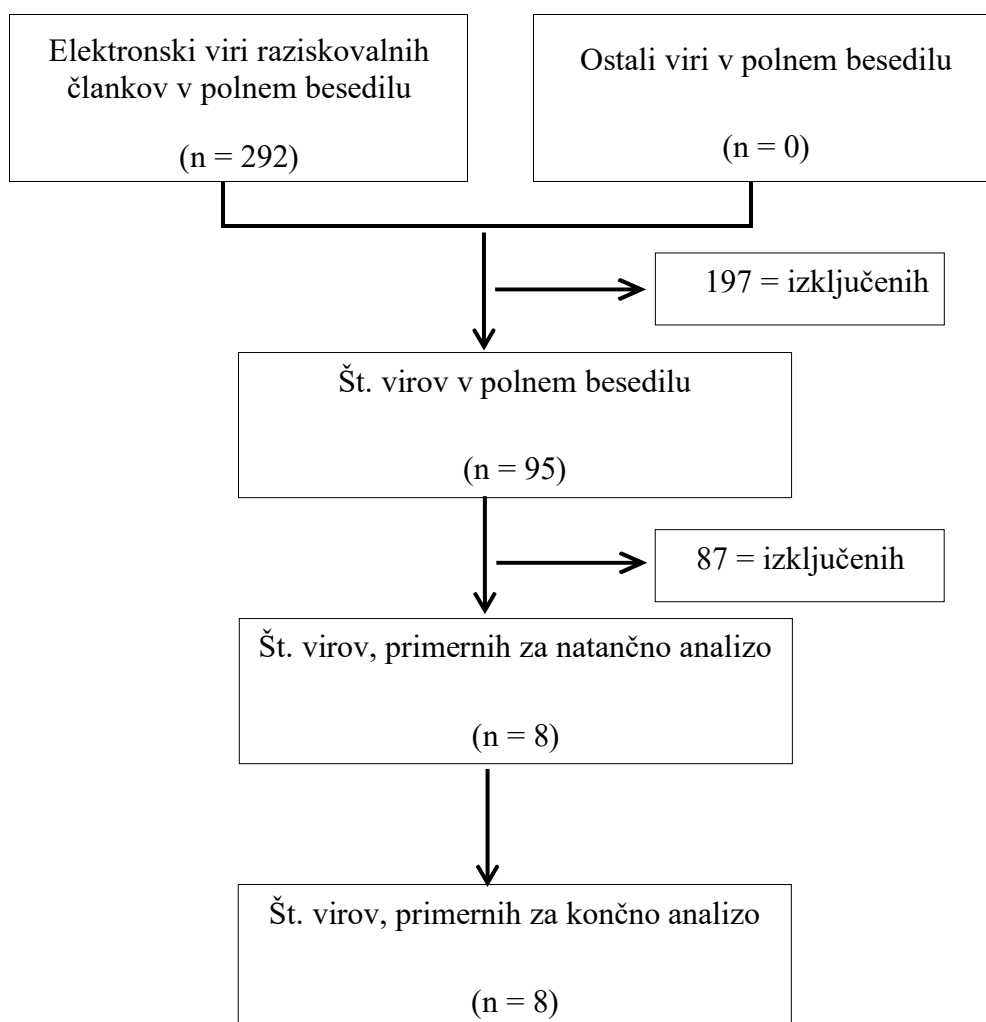 Elektronski viri raziskovalnih
člankov v polnem besedilu
(n = 292)
Ostali viri v polnem besedilu
(n = 0)
197 = izključenih
Št. virov v polnem besedilu
(n = 95)
87 = izključenih
Št. virov, primernih za natančno analizo
(n = 8)
Št. virov, primernih za končno analizo
(n = 8)